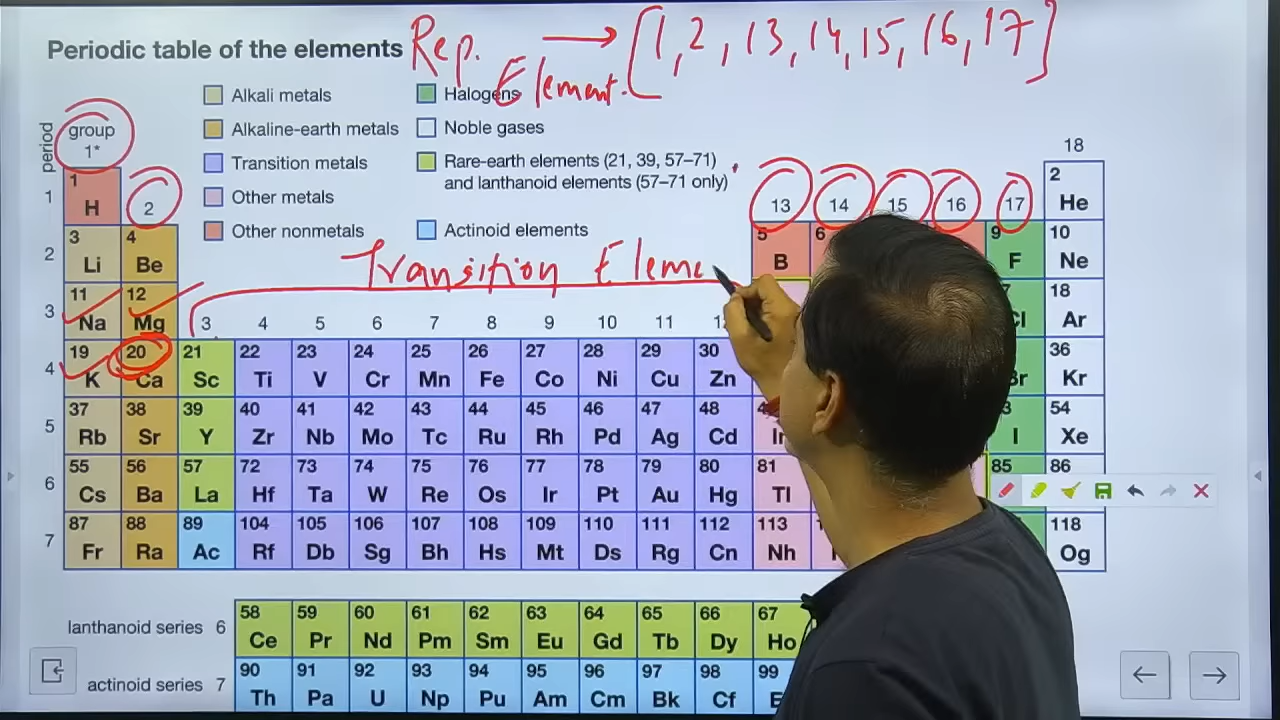 Periodic table of the elements
Rep. → [1, 2, 13, 14, 15, 16, 17]
Element.
Alkali metals
Alkaline-earth metals
Transition metals
Other metals
Other nonmetals
Halogens
Noble gases
Rare-earth elements (21, 39, 57–71)
and lanthanoid elements (57–71 only)
Actinoid elements
Transition Eleme
period
group
1* 2 3 4 5 6 7 8 9 10 11 13 14 15 16 17 18
1 1 H 2 He
2 3 Li 4 Be 5 B 6 9 F 10 Ne
3 11 Na 12 Mg 18 Ar
4 19 K 20 Ca 21 Sc 22 Ti 23 V 24 Cr 25 Mn 26 Fe 27 Co 28 Ni 29 Cu 30 Zn 36 Kr
5 37 Rb 38 Sr 39 Y 40 Zr 41 Nb 42 Mo 43 Tc 44 Ru 45 Rh 46 Pd 47 Ag 48 Cd I 54 Xe
6 55 Cs 56 Ba 57 La 72 Hf 73 Ta 74 W 75 Re 76 Os 77 Ir 78 Pt 79 Au 80 Hg 81 Tl 85 86
7 87 Fr 88 Ra 89 Ac 104 Rf 105 Db 106 Sg 107 Bh 108 Hs 109 Mt 110 Ds 111 Rg 112 Cn 113 Nh 118 Og
lanthanoid series 6 58 Ce 59 Pr 60 Nd 61 Pm 62 Sm 63 Eu 64 Gd 65 Tb 66 Dy 67 Ho
actinoid series 7 90 Th 91 Pa 92 U 93 Np 94 Pu 95 Am 96 Cm 97 Bk 98 Cf 99